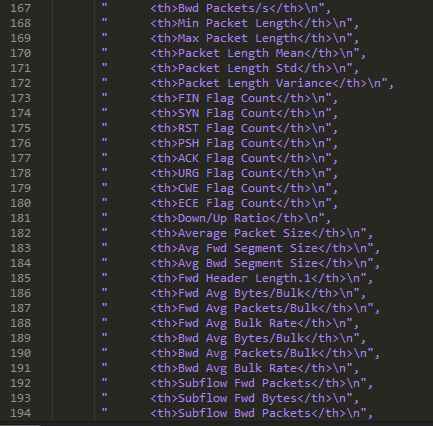 167 "      <th>Bwd Packets/s</th>\n",
168 "      <th>Min Packet Length</th>\n",
169 "      <th>Max Packet Length</th>\n",
170 "      <th>Packet Length Mean</th>\n",
171 "      <th>Packet Length Std</th>\n",
172 "      <th>Packet Length Variance</th>\n",
173 "      <th>FIN Flag Count</th>\n",
174 "      <th>SYN Flag Count</th>\n",
175 "      <th>RST Flag Count</th>\n",
176 "      <th>PSH Flag Count</th>\n",
177 "      <th>ACK Flag Count</th>\n",
178 "      <th>URG Flag Count</th>\n",
179 "      <th>CWE Flag Count</th>\n",
180 "      <th>ECE Flag Count</th>\n",
181 "      <th>Down/Up Ratio</th>\n",
182 "      <th>Average Packet Size</th>\n",
183 "      <th>Avg Fwd Segment Size</th>\n",
184 "      <th>Avg Bwd Segment Size</th>\n",
185 "      <th>Fwd Header Length.1</th>\n",
186 "      <th>Fwd Avg Bytes/Bulk</th>\n",
187 "      <th>Fwd Avg Packets/Bulk</th>\n",
188 "      <th>Fwd Avg Bulk Rate</th>\n",
189 "      <th>Bwd Avg Bytes/Bulk</th>\n",
190 "      <th>Bwd Avg Packets/Bulk</th>\n",
191 "      <th>Bwd Avg Bulk Rate</th>\n",
192 "      <th>Subflow Fwd Packets</th>\n",
193 "      <th>Subflow Fwd Bytes</th>\n",
194 "      <th>Subflow Bwd Packets</th>\n",